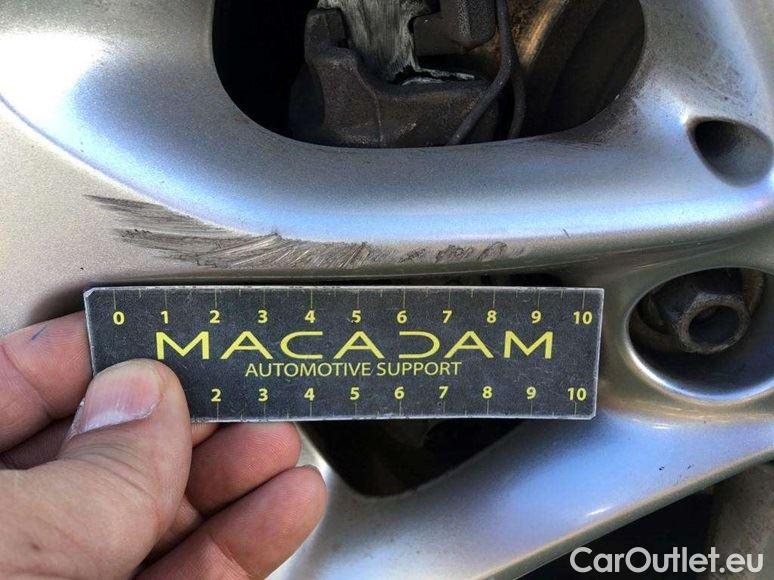 0 1 2 3 4 5 6 7 8 9 10
MACADAM
AUTOMOTIVE SUPPORT
2 3 4 5 6 7 8 9 10
CarOutlet.eu